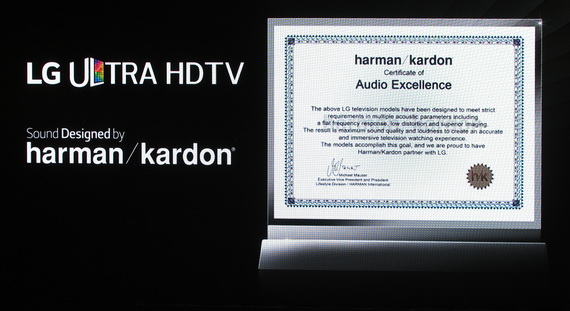 LG ULTRA HDTV
Sound Designed by
harman/kardon®
harman/kardon
Certificate of
Audio Excellence
The above LG television models have been designed to meet strict
requirements in multiple acoustic parameters including
a flat frequency response, low distortion and superior imaging.
The result is maximum sound quality and loudness to create an accurate
and immersive television watching experience.
The models accomplish this goal, and we are proud to have
Harman/Kardon partner with LG.
Michael Mauser
Executive Vice President and President
Lifestyle Division / HARMAN International
h/k